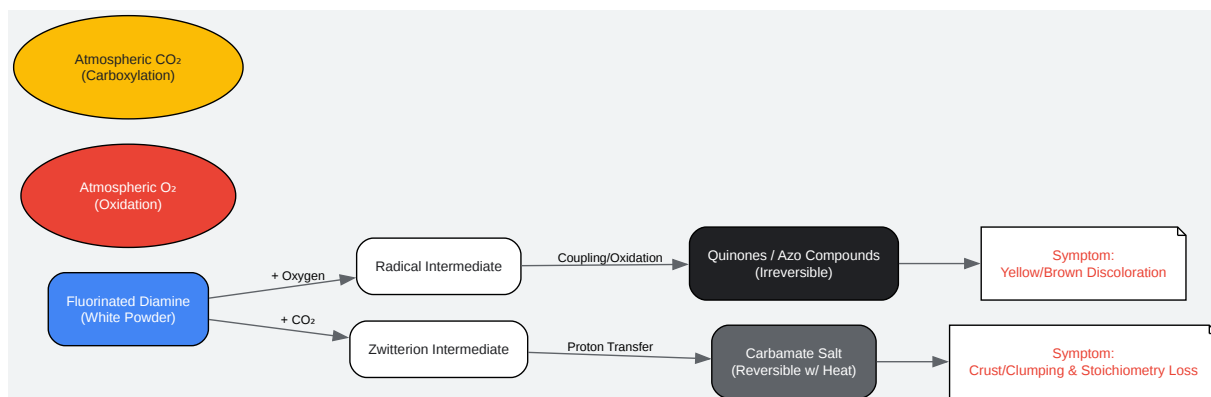 Atmospheric CO₂
(Carboxylation)
Atmospheric O₂
(Oxidation)
Fluorinated Diamine
(White Powder)
+ Oxygen
+ CO₂
Radical Intermediate
Zwitterion Intermediate
Coupling/Oxidation
Proton Transfer
Quinones / Azo Compounds
(Irreversible)
Carbamate Salt
(Reversible w/ Heat)
Symptom:
Yellow/Brown Discoloration
Symptom:
Crust/Clumping & Stoichiometry Loss